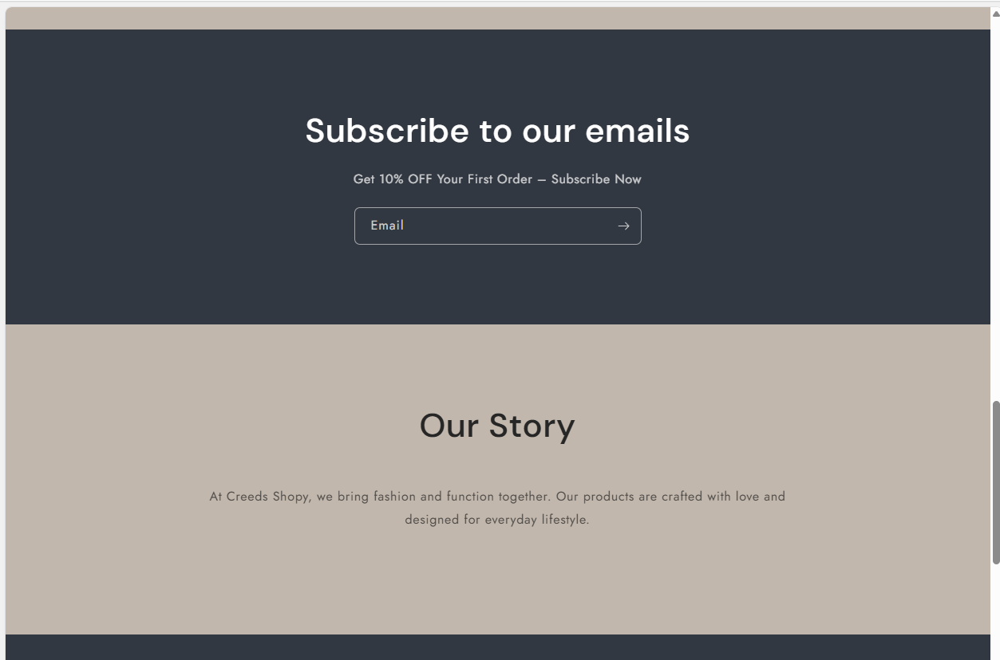 Subscribe to our emails
Get 10% OFF Your First Order – Subscribe Now
Email
Our Story
At Creeds Shopy, we bring fashion and function together. Our products are crafted with love and
designed for everyday lifestyle.